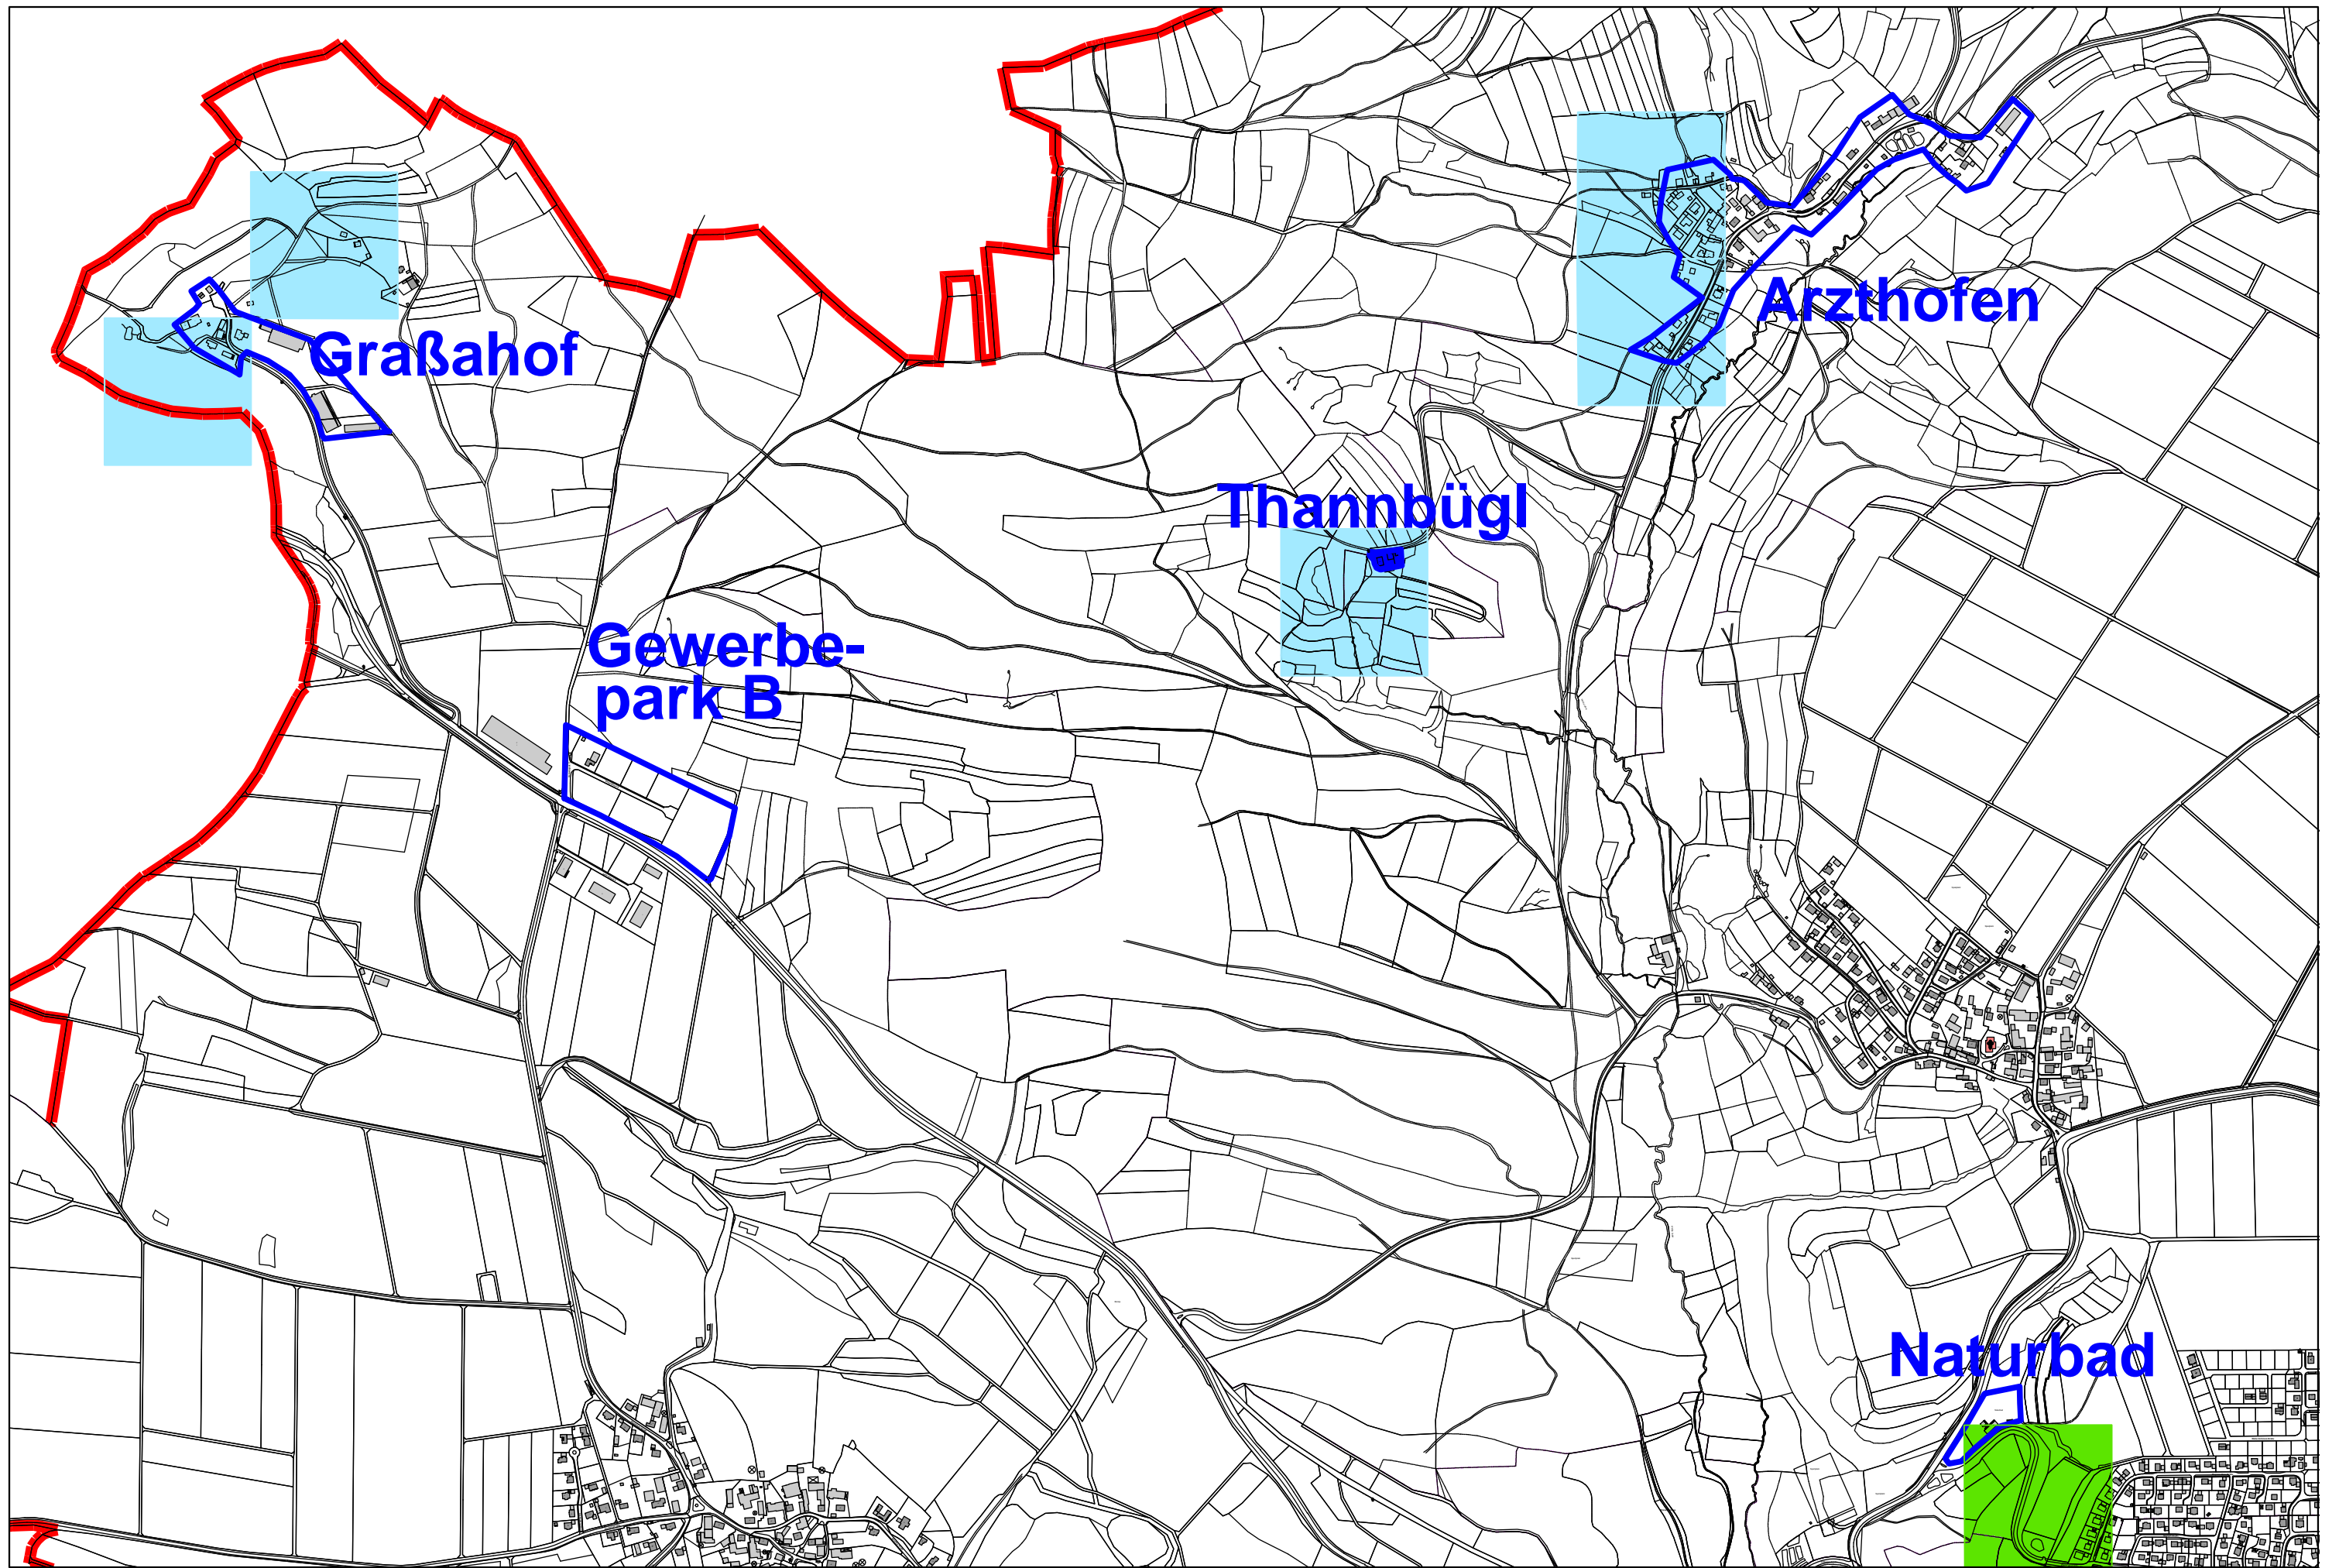 Arzthofen
Graßahof
Thannbügl
Gewerbe-
park B
Naturbad